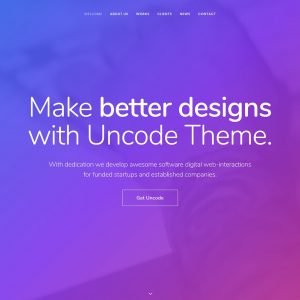 WELCOME ABOUT US WORKS CLIENTS NEWS CONTACT
Make better designs
with Uncode Theme.
With dedication we develop awesome software digital web-interactions
for funded startups and established companies.
Get Uncode